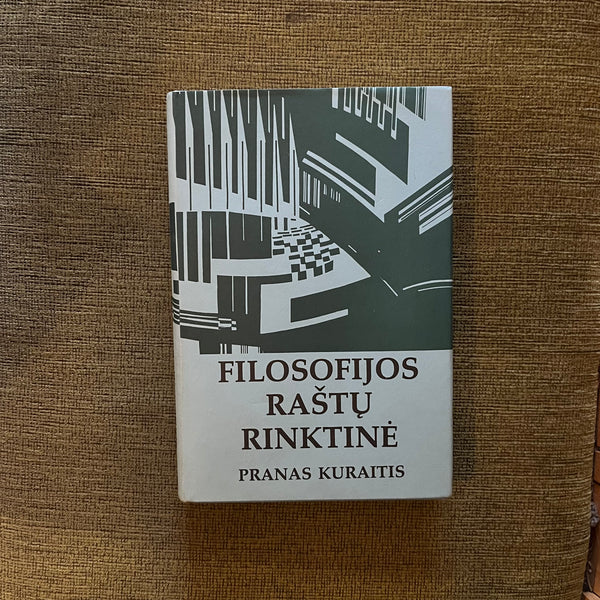 FILOSOFIJOS
RAŠTŲ
RINKTINĖ
PRANAS KURAITIS